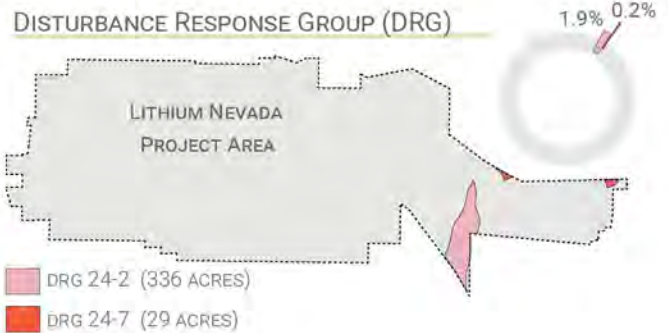 DISTURBANCE RESPONSE GROUP (DRG)
1.9% 0.2%
LITHIUM NEVADA
PROJECT AREA
DRG 24-2 (336 ACRES)
DRG 24-7 (29 ACRES)